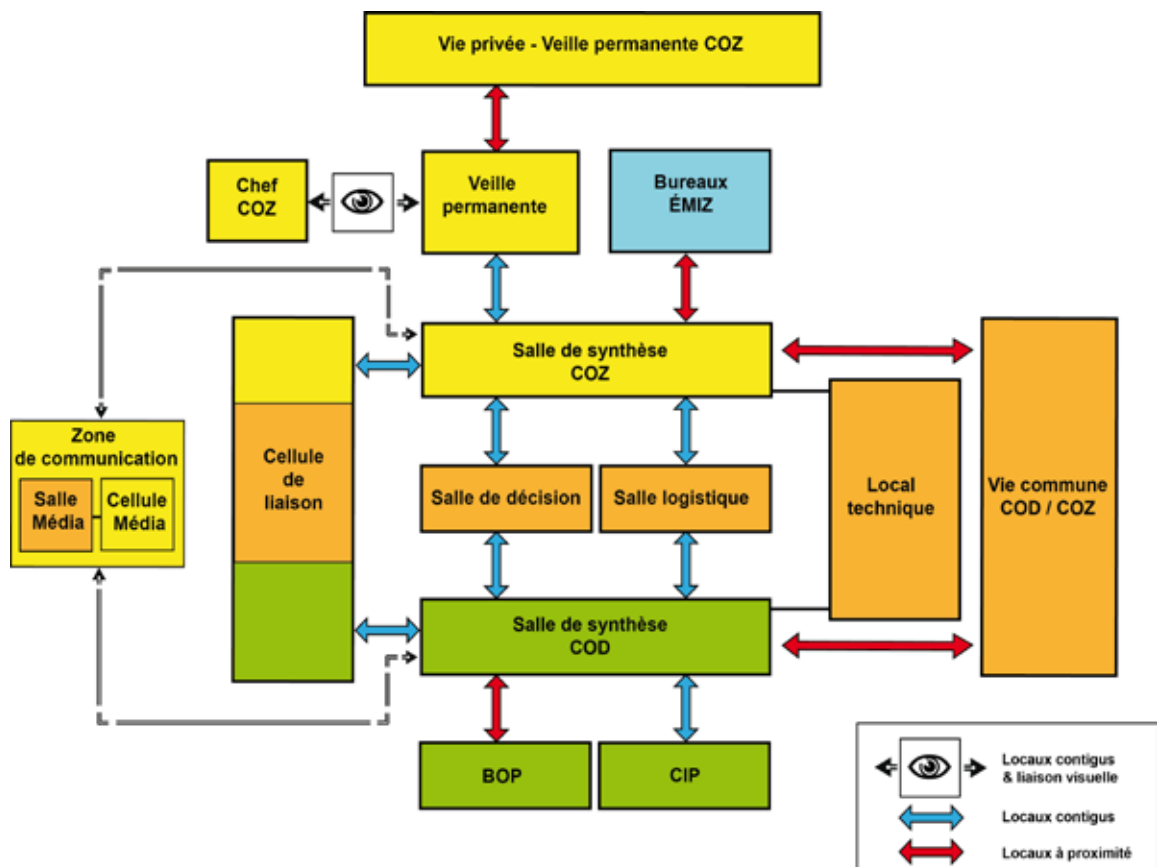 Vie privée - Veille permanente COZ
Chef
COZ
Veille
permanente
Bureaux
ÉMIZ
Salle de synthèse
COZ
Zone
de communication
Salle
Média
Cellule
Média
Cellule
de
liaison
Salle de décision
Salle logistique
Local
technique
Vie commune
COD / COZ
Salle de synthèse
COD
BOP
CIP
Locaux contigus
& liaison visuelle
Locaux contigus
Locaux à proximité